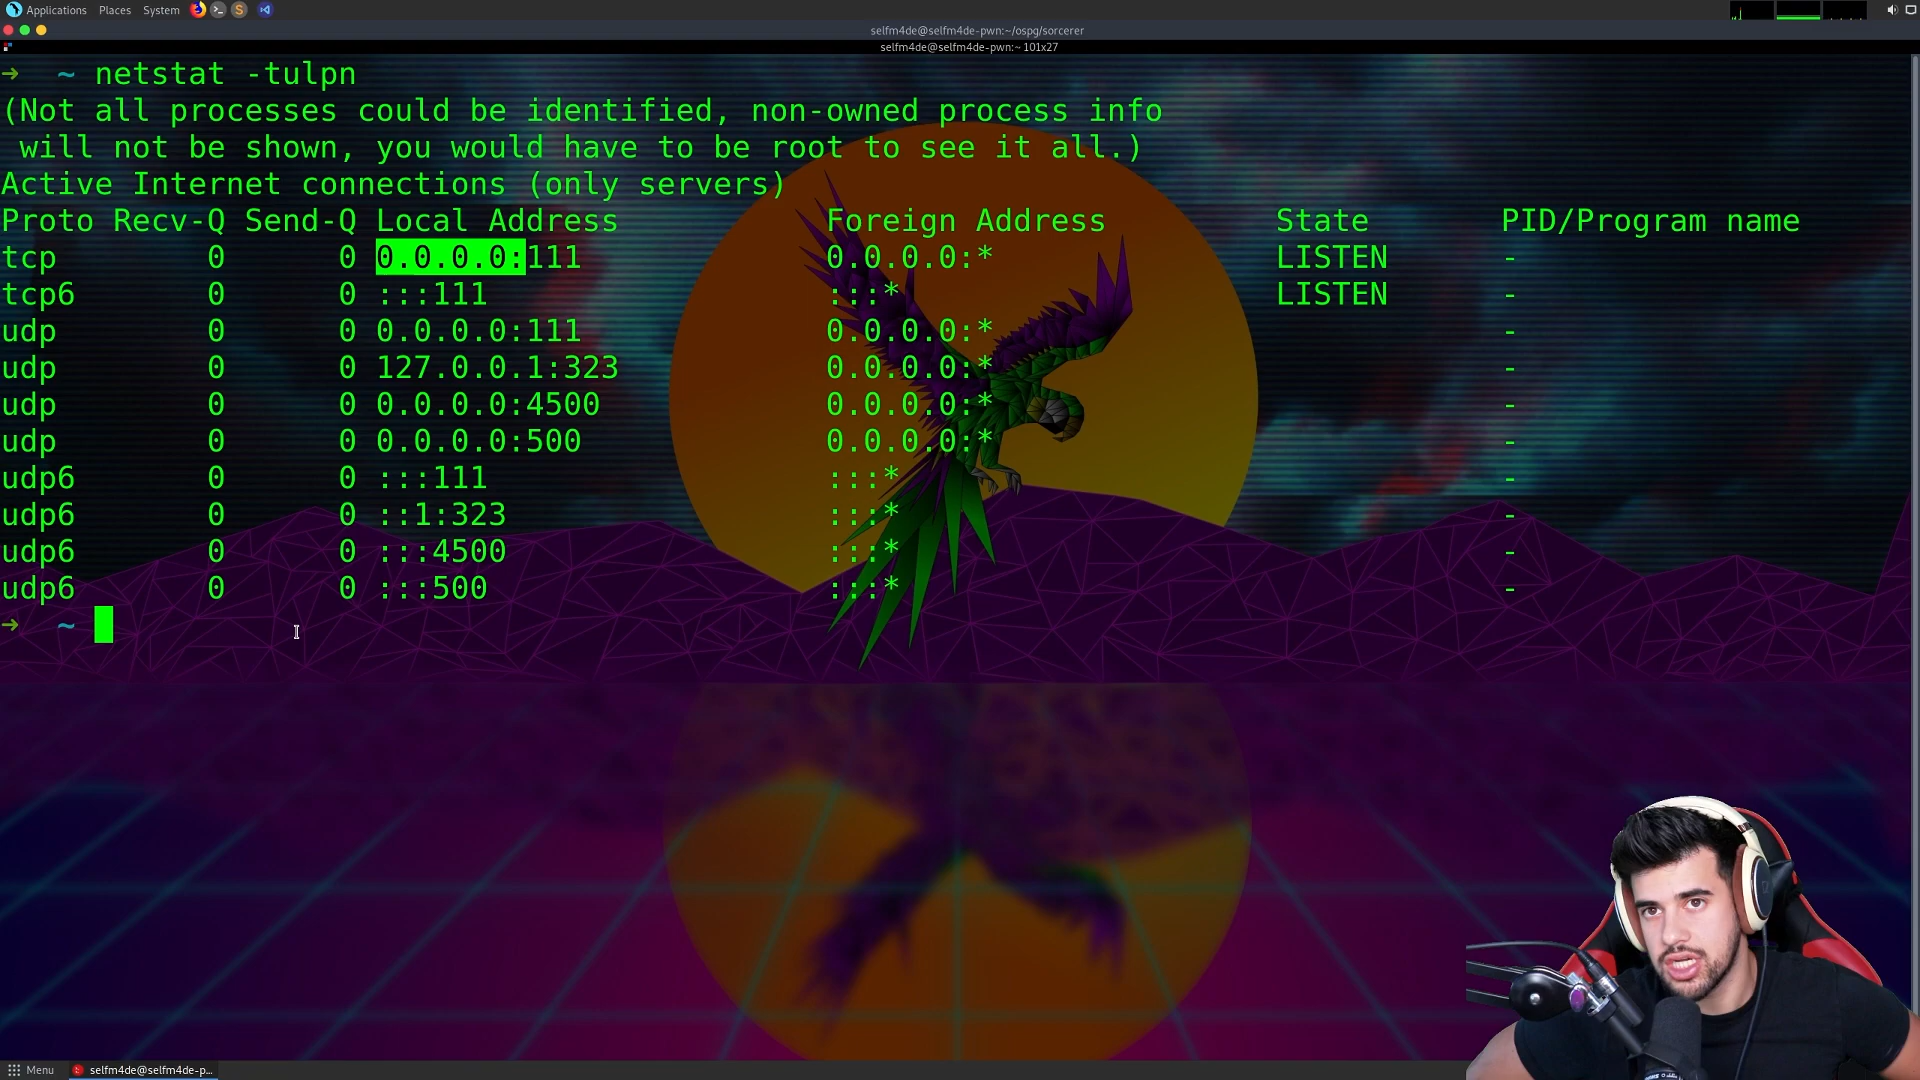 Applications Places System
selfm4de@selfm4de-pwn:~/ospg/sorcerer
selfm4de@selfm4de-pwn:~ 101x27
➜ ~ netstat -tulpn
(Not all processes could be identified, non-owned process info
will not be shown, you would have to be root to see it all.)
Active Internet connections (only servers)
Proto Recv-Q Send-Q Local Address Foreign Address State PID/Program name
tcp 0 0 0.0.0.0:111 0.0.0.0:* LISTEN -
tcp6 0 0 :::111 :::* LISTEN -
udp 0 0 0.0.0.0:111 0.0.0.0:* -
udp 0 0 127.0.0.1:323 0.0.0.0:* -
udp 0 0 0.0.0.0:4500 0.0.0.0:* -
udp 0 0 0.0.0.0:500 0.0.0.0:* -
udp6 0 0 :::111 :::* -
udp6 0 0 ::1:323 :::* -
udp6 0 0 :::4500 :::* -
udp6 0 0 :::500 :::* -
➜ ~
Menu selfm4de@selfm4de-p...